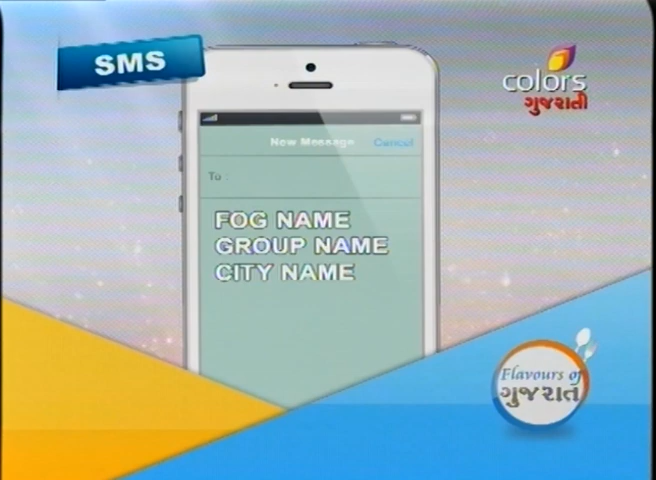 SMS
colors
ગુજરાતી
New Message
Cancel
To :
FOG NAME
GROUP NAME
CITY NAME
Flavours of
ગુજરાત